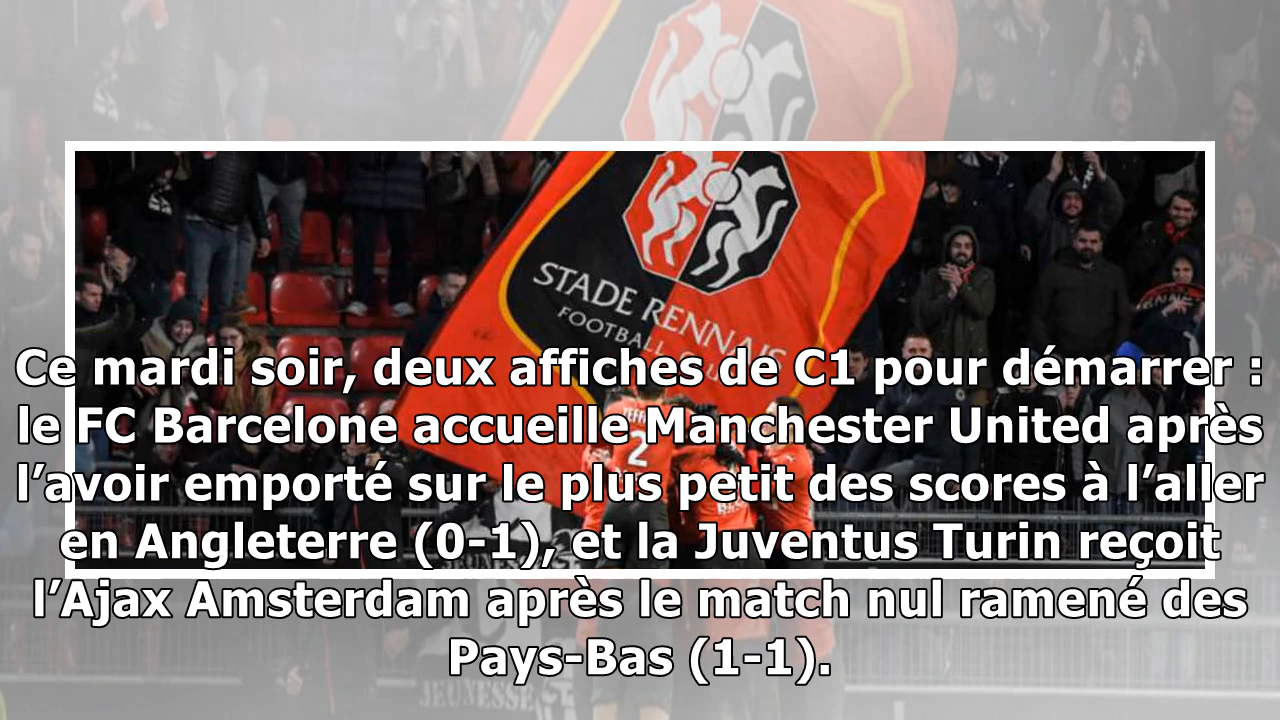 STADE RENNAIS
FOOTBALL
Ce mardi soir, deux affiches de C1 pour démarrer :
le FC Barcelone accueille Manchester United après
l’avoir emporté sur le plus petit des scores à l’aller
en Angleterre (0-1), et la Juventus Turin reçoit
l’Ajax Amsterdam après le match nul ramené des
Pays-Bas (1-1).
2
JEUNESSE